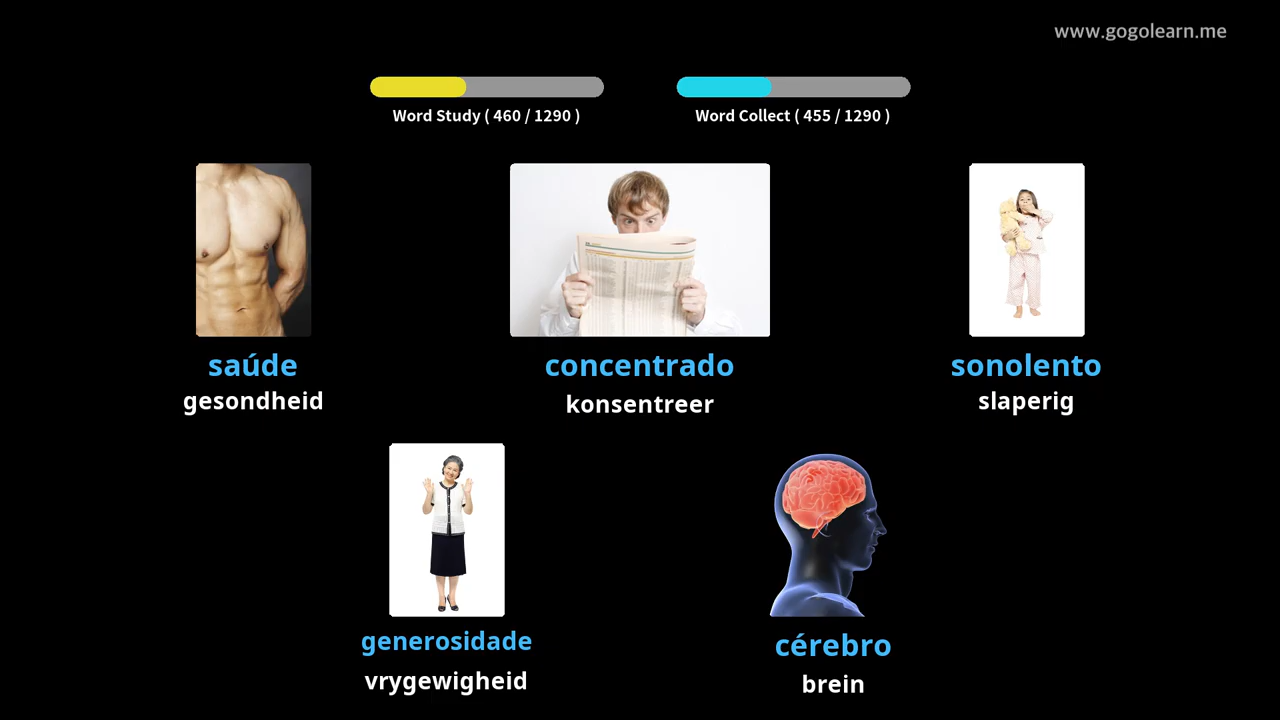 www.gogolearn.me
Word Study ( 460 / 1290 )
Word Collect ( 455 / 1290 )
saúde
gesondheid
concentrado
konsentreer
sonolento
slaperig
generosidade
vrygewigheid
cérebro
brein